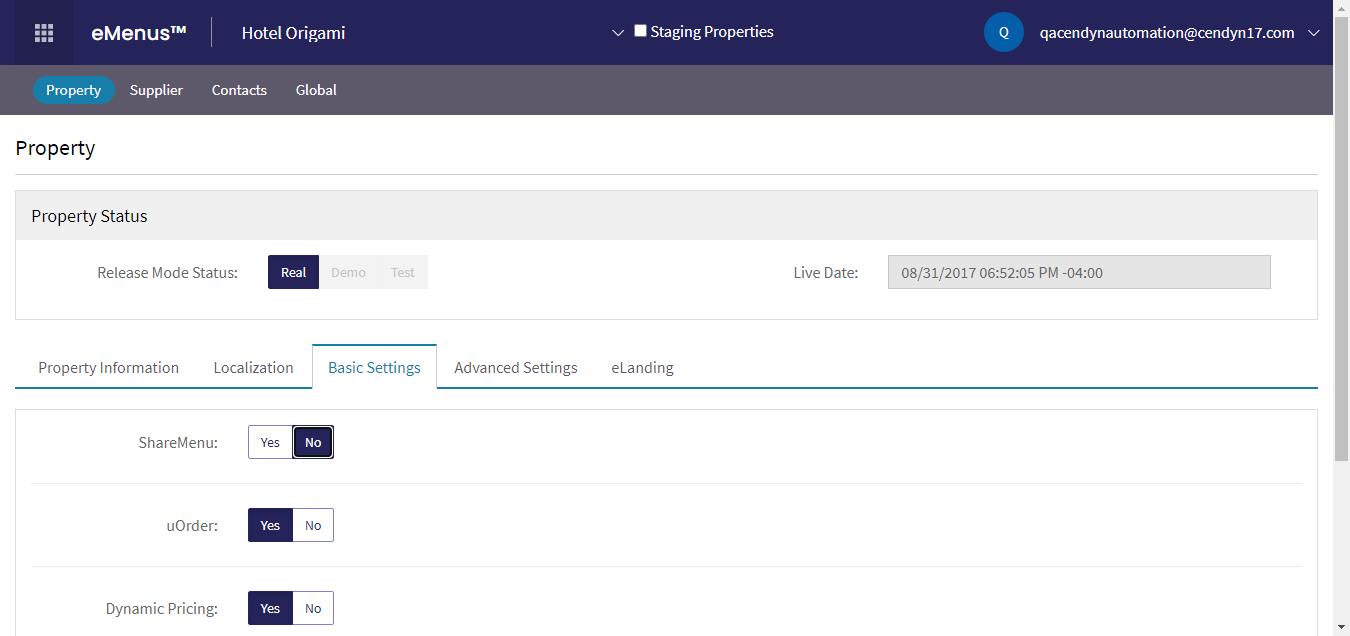 eMenus™ Hotel Origami Staging Properties Q qacendynautomation@cendyn17.com
Property Supplier Contacts Global
Property
Property Status
Release Mode Status: Real Demo Test Live Date: 08/31/2017 06:52:05 PM -04:00
Property Information Localization Basic Settings Advanced Settings eLanding
ShareMenu: Yes No
uOrder: Yes No
Dynamic Pricing: Yes No